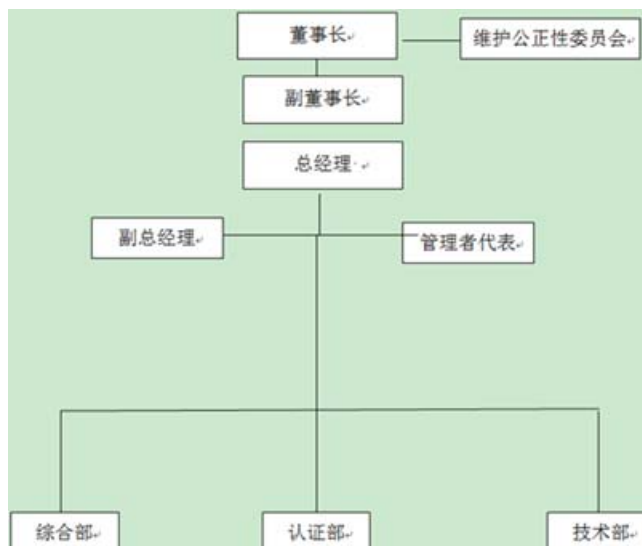 董事长
维护公正性委员会
副董事长
总经理
副总经理
管理者代表
综合部
认证部
技术部